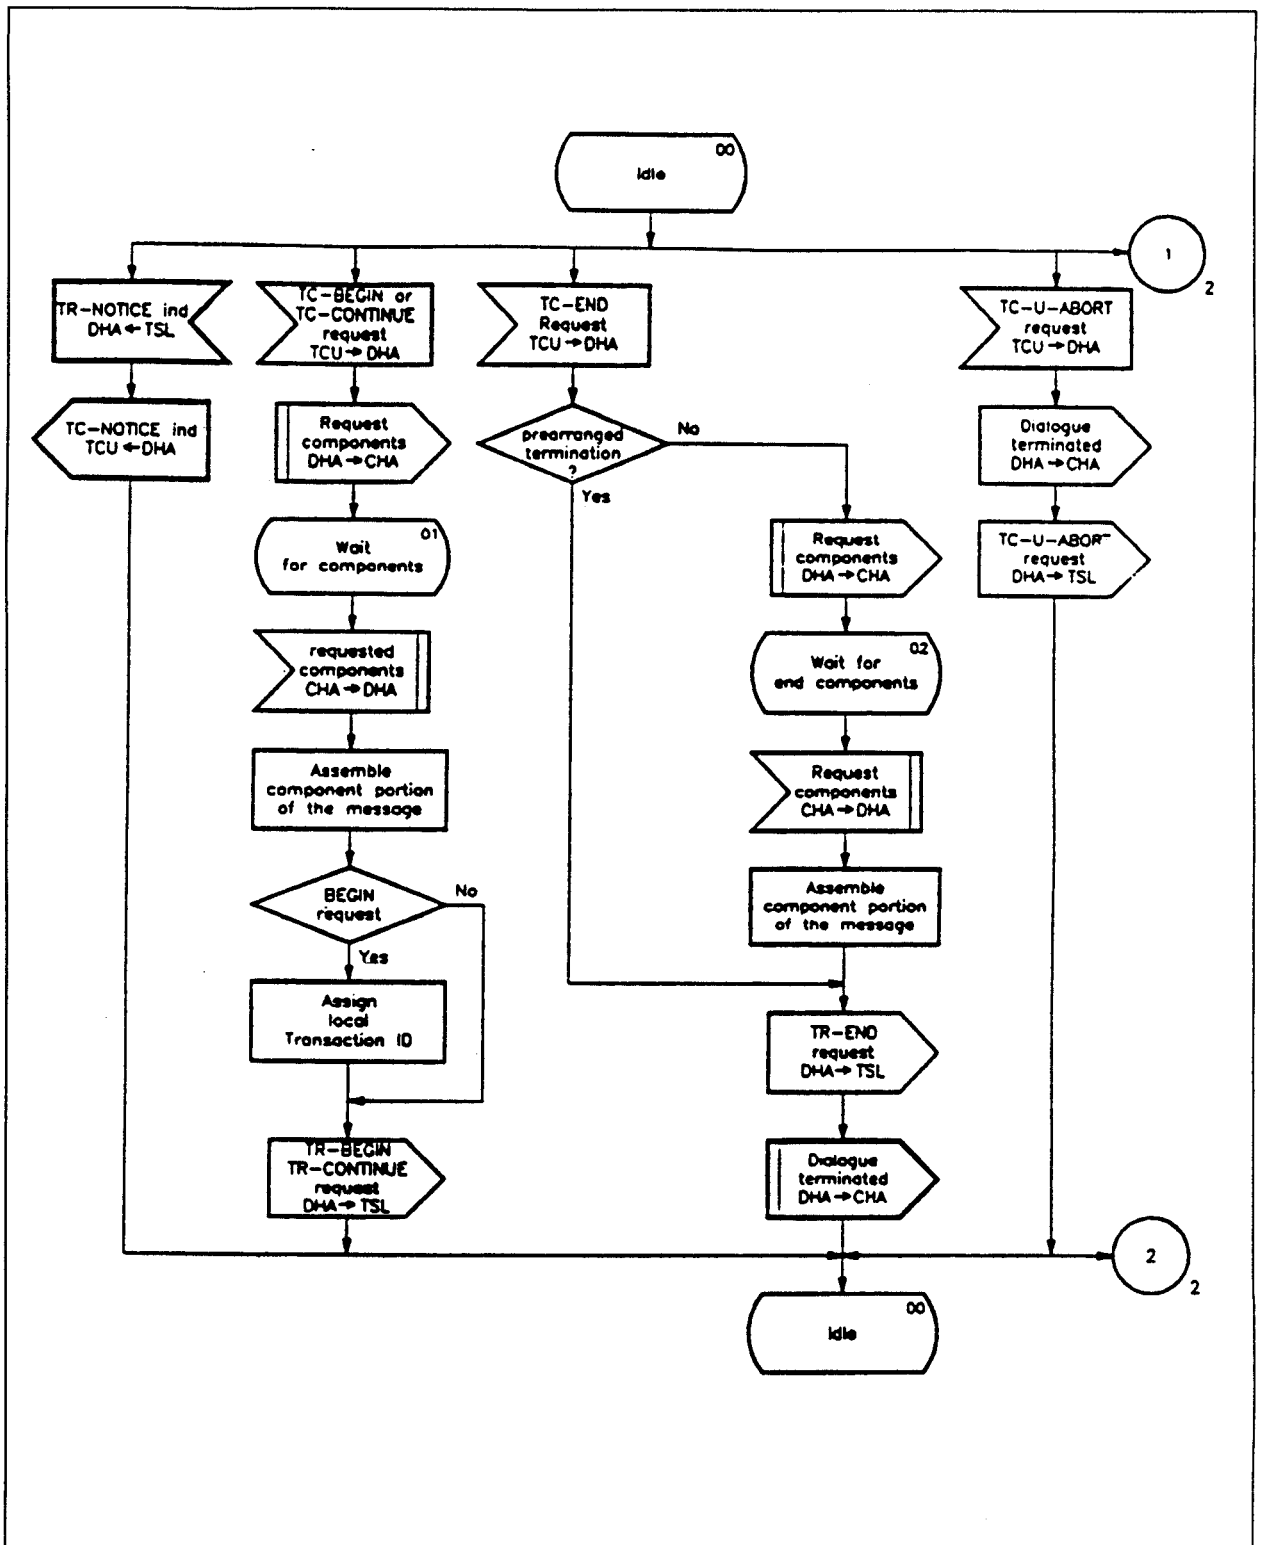 00
Idle
1
2
TR-NOTICE ind
DHA←TSL
TC-BEGIN or
TC-CONTINUE
request
TCU→DHA
TC-END
Request
TCU→DHA
TC-U-ABORT
request
TCU→DHA
TC-NOTICE ind
TCU←DHA
Request
components
DHA→CHA
prearranged
termination
?
No
Yes
Dialogue
terminated
DHA→CHA
01
Wait
for components
Request
components
DHA→CHA
TC-U-ABORT
request
DHA→TSL
requested
components
CHA→DHA
02
Wait for
end components
Assemble
component portion
of the message
Request
components
CHA→DHA
BEGIN
request
No
Yes
Assemble
component portion
of the message
Assign
local
Transaction ID
TR-END
request
DHA→TSL
TR-BEGIN
TR-CONTINUE
request
DHA→TSL
Dialogue
terminated
DHA→CHA
2
2
00
Idle